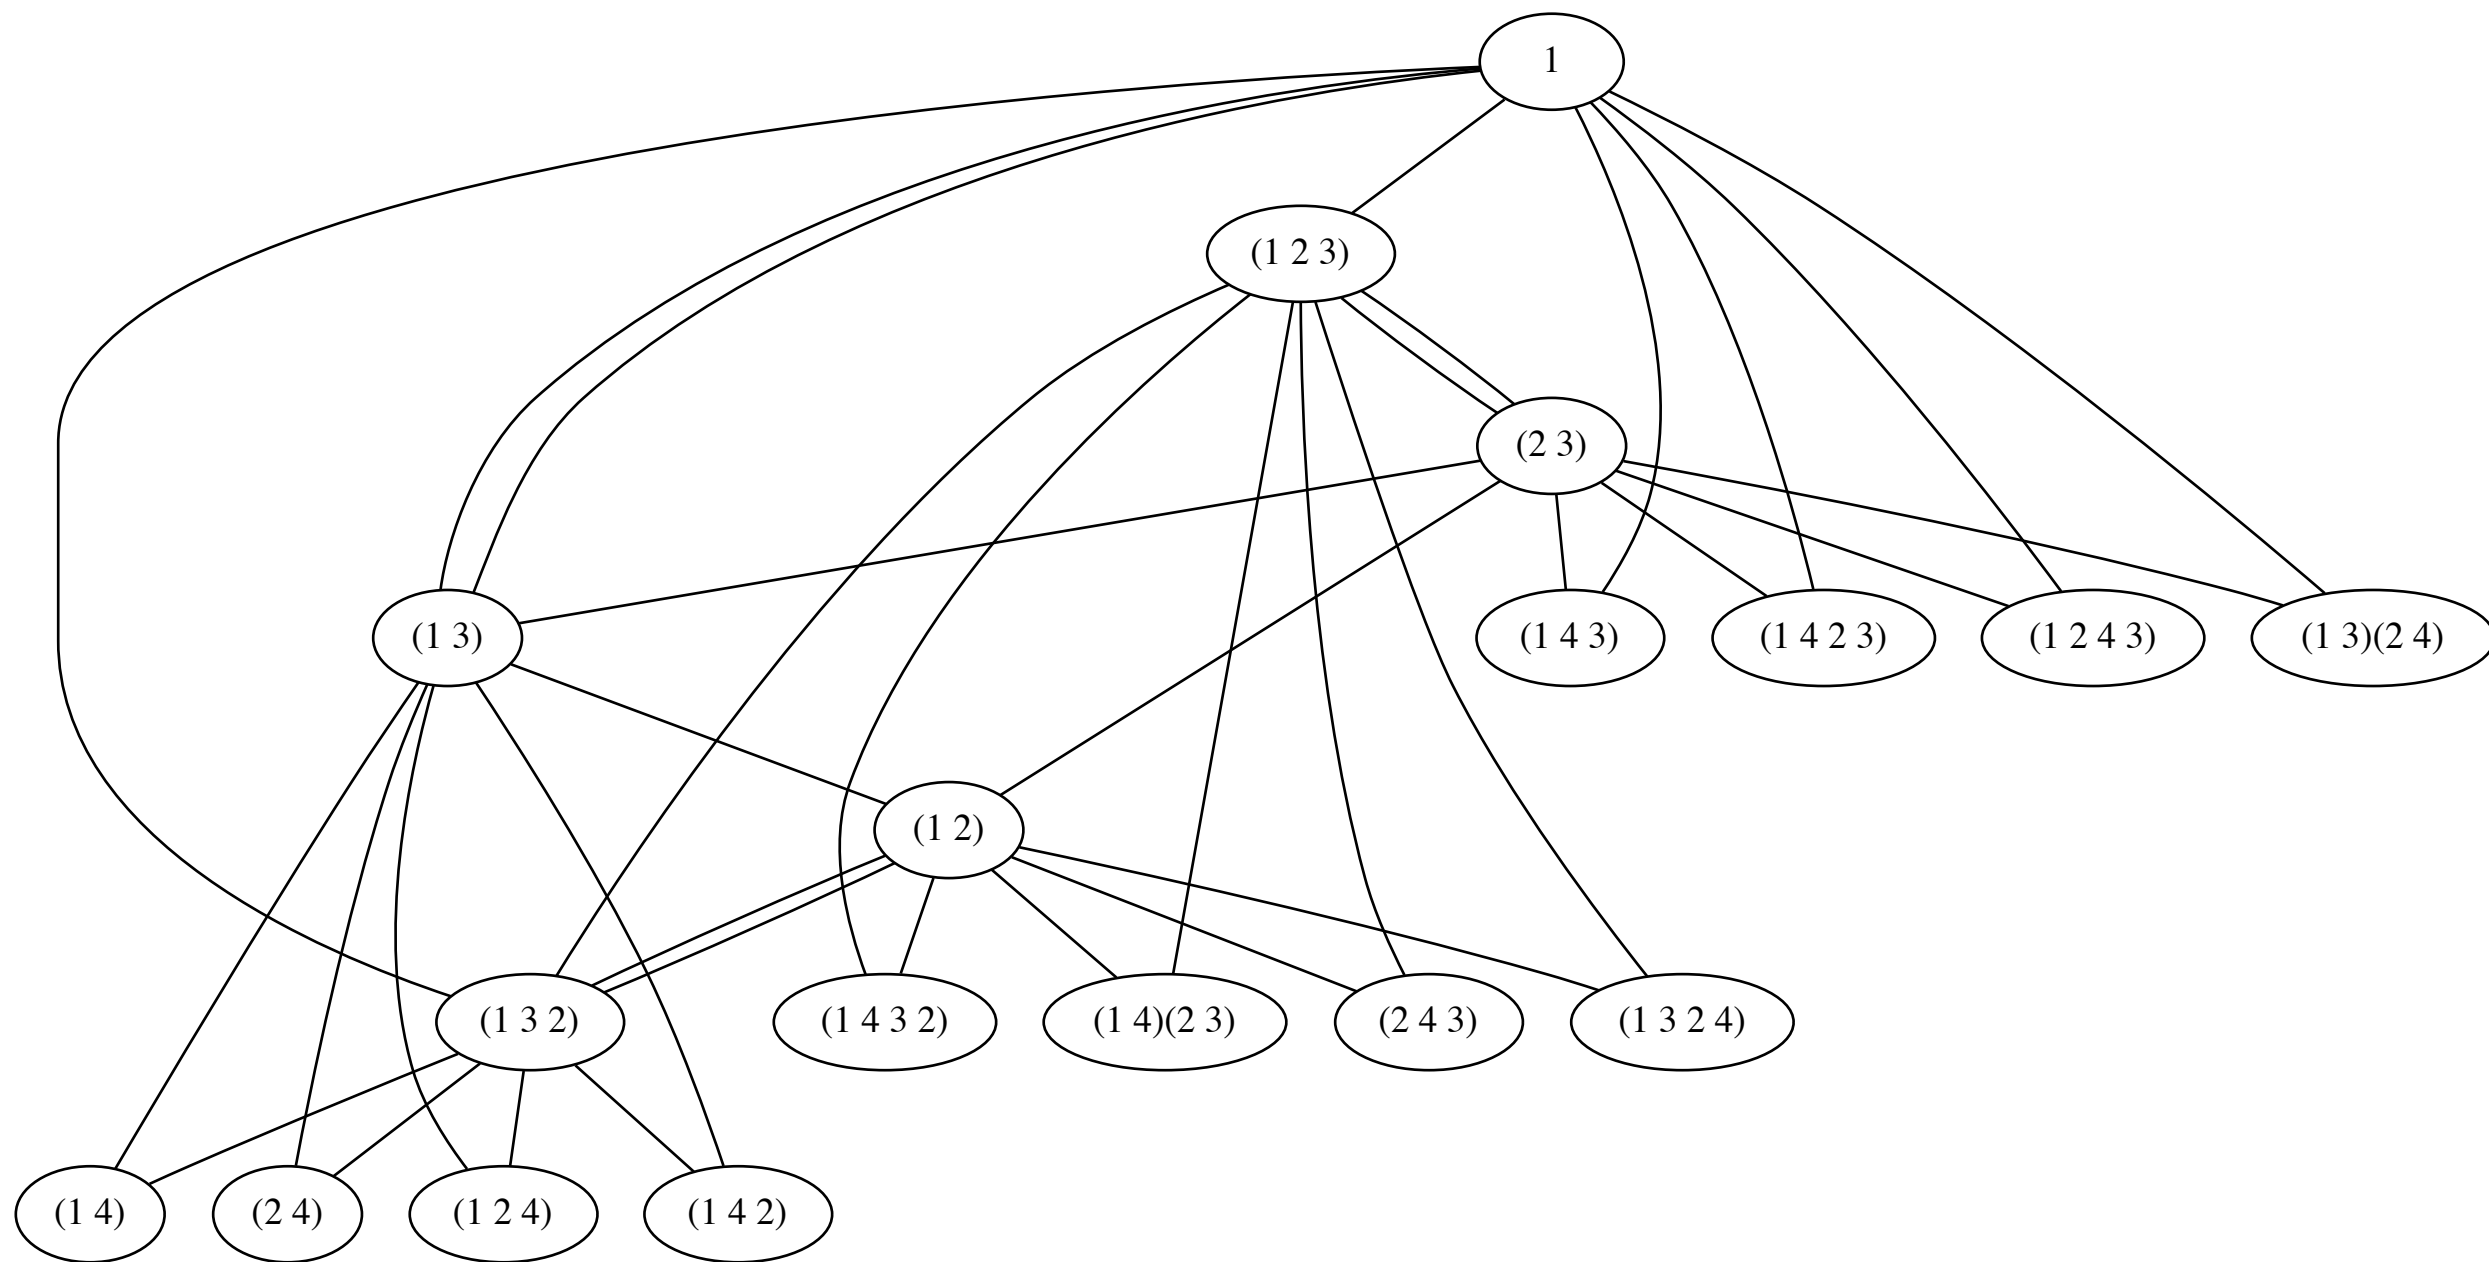 1
(1 2 3)
(2 3)
(1 3)
(1 4 3)
(1 4 2 3)
(1 2 4 3)
(1 3)(2 4)
(1 2)
(1 3 2)
(1 4 3 2)
(1 4)(2 3)
(2 4 3)
(1 3 2 4)
(1 4)
(2 4)
(1 2 4)
(1 4 2)